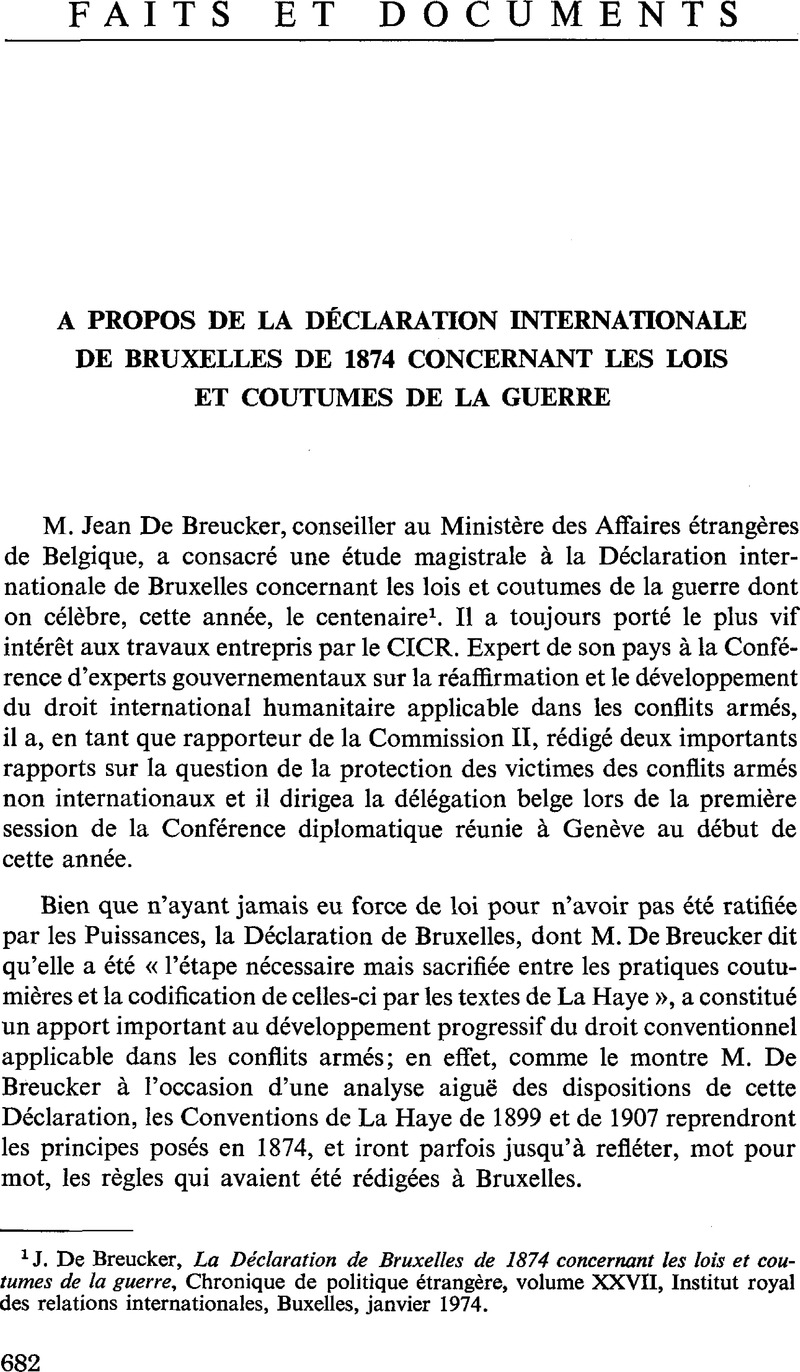 FAITS ET DOCUMENTS
A PROPOS DE LA DÉCLARATION INTERNATIONALE
DE BRUXELLES DE 1874 CONCERNANT LES LOIS
ET COUTUMES DE LA GUERRE
M. Jean De Breucker, conseiller au Ministère des Affaires étrangères
de Belgique, a consacré une étude magistrale à la Déclaration inter-
nationale de Bruxelles concernant les lois et coutumes de la guerre dont
on célèbre, cette année, le centenaire¹. Il a toujours porté le plus vif
intérêt aux travaux entrepris par le CICR. Expert de son pays à la Confé-
rence d'experts gouvernementaux sur la réaffirmation et le développement
du droit international humanitaire applicable dans les conflits armés,
il a, en tant que rapporteur de la Commission II, rédigé deux importants
rapports sur la question de la protection des victimes des conflits armés
non internationaux et il dirigea la délégation belge lors de la première
session de la Conférence diplomatique réunie à Genève au début de
cette année.
Bien que n'ayant jamais eu force de loi pour n'avoir pas été ratifiée
par les Puissances, la Déclaration de Bruxelles, dont M. De Breucker dit
qu'elle a été « l'étape nécessaire mais sacrifiée entre les pratiques coutu-
mières et la codification de celles-ci par les textes de La Haye », a constitué
un apport important au développement progressif du droit conventionnel
applicable dans les conflits armés; en effet, comme le montre M. De
Breucker à l'occasion d'une analyse aiguë des dispositions de cette
Déclaration, les Conventions de La Haye de 1899 et de 1907 reprendront
les principes posés en 1874, et iront parfois jusqu'à refléter, mot pour
mot, les règles qui avaient été rédigées à Bruxelles.
¹ J. De Breucker, La Déclaration de Bruxelles de 1874 concernant les lois et cou-
tumes de la guerre, Chronique de politique étrangère, volume XXVII, Institut royal
des relations internationales, Buxelles, janvier 1974.
682